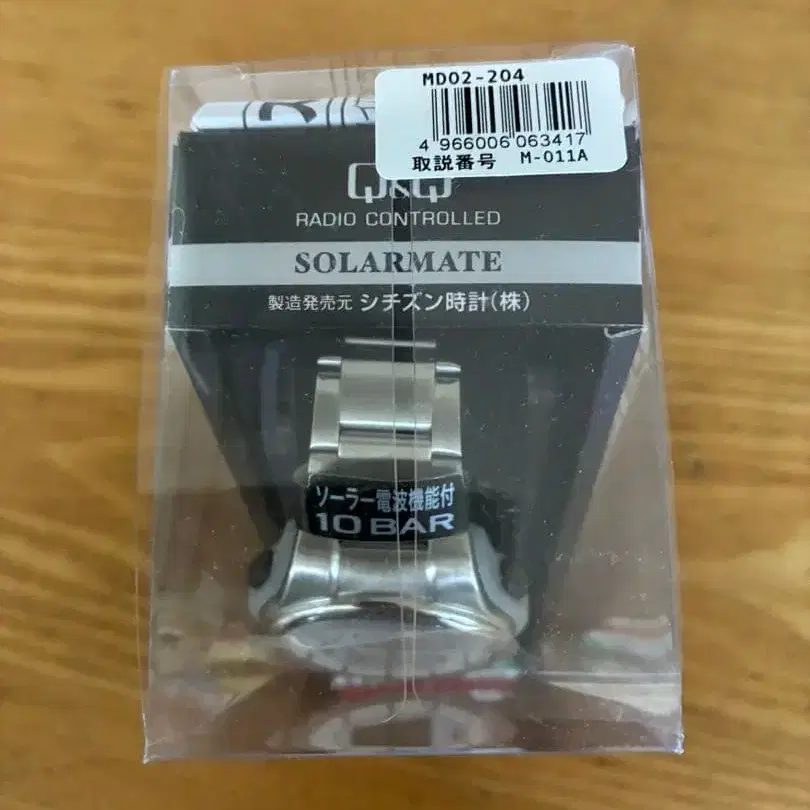 MD02-204
4 966006 063417
取説番号 M-011A
Q&Q
RADIO CONTROLLED
SOLARMATE
製造発売元 シチズン時計(株)
ソーラー電波機能付
10 BAR